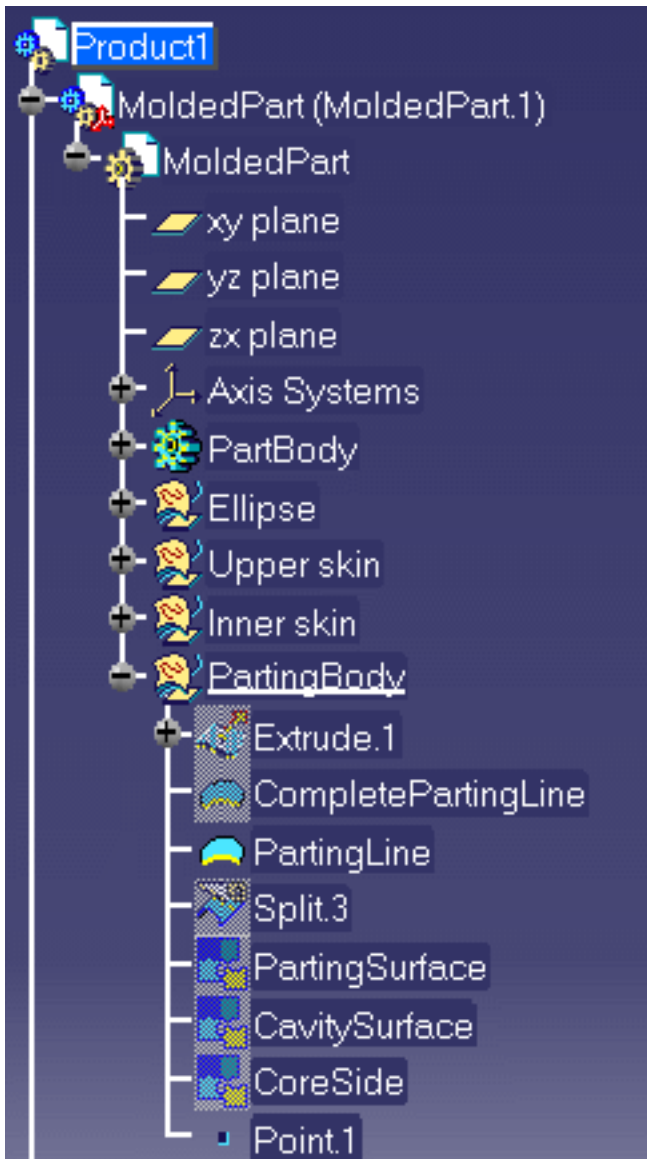 Product1
MoldedPart (MoldedPart.1)
MoldedPart
xy plane
yz plane
zx plane
Axis Systems
PartBody
Ellipse
Upper skin
Inner skin
PartingBody
Extrude.1
CompletePartingLine
PartingLine
Split.3
PartingSurface
CavitySurface
CoreSide
Point.1